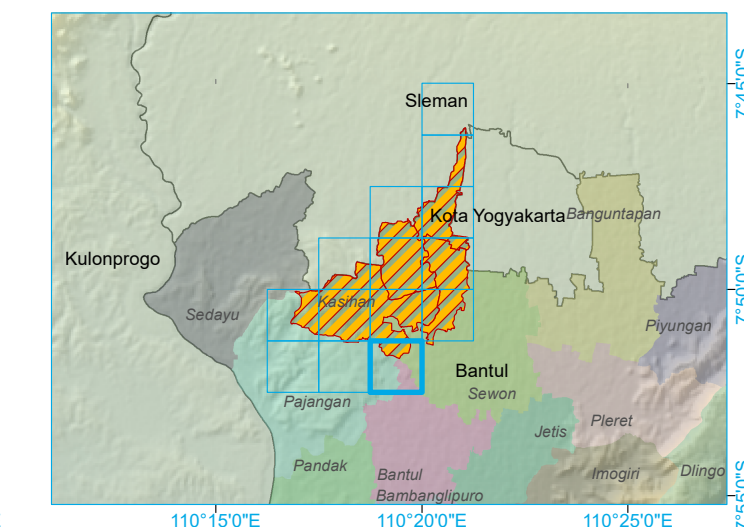 7°45'0"S
Sleman
Kota Yogyakarta
Banguntapan
Kulonprogo
7°50'0"S
Kasihan
Sedayu
Piyungan
Bantul
Sewon
Pajangan
Pleret
Jetis
Pandak
Bantul
Imogiri
Dlingo
Bambanglipuro
110°15'0"E
110°20'0"E
110°25'0"E